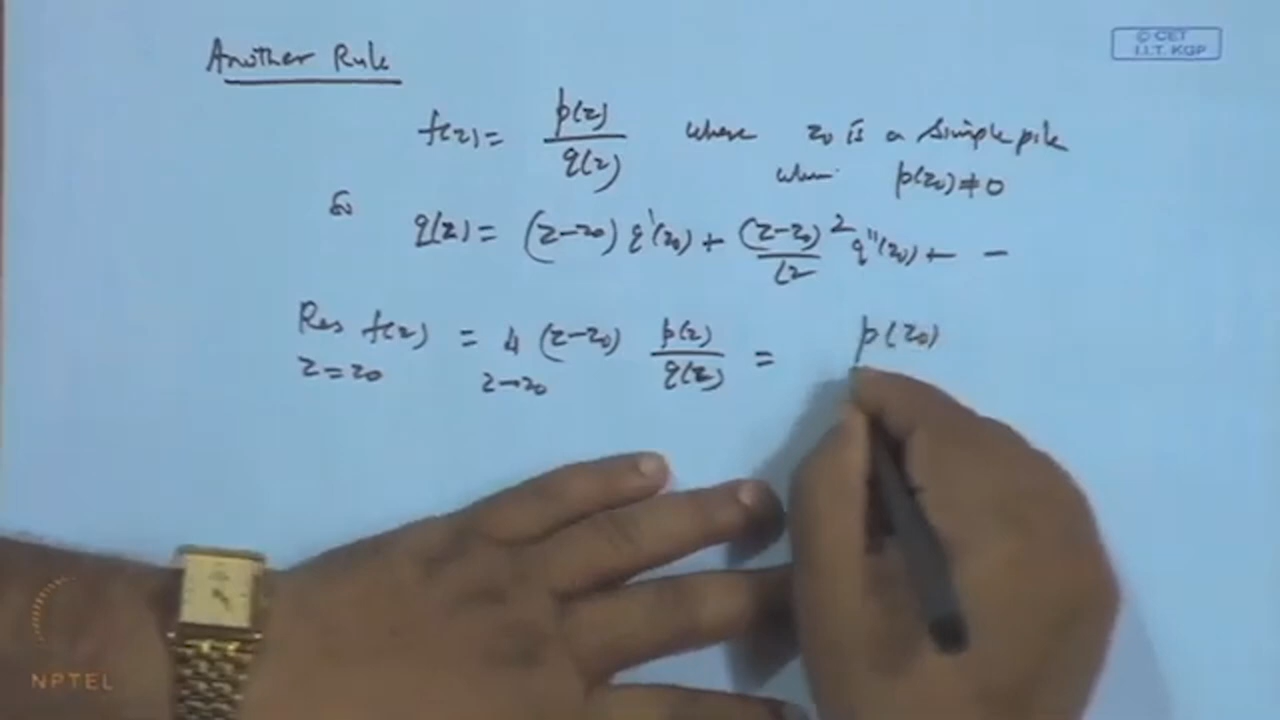 Another Rule
© CET
I.I.T. KGP
f(z) = p(z)/q(z) where z0 is a simple pole
when p(z0) ≠ 0
So q(z) = (z-z0) q'(z0) + (z-z0)^2/⌊2 q''(z0) + -
Res f(z) = Lt (z-z0) p(z)/q(z) = p(z0)
z=z0 z→z0
NPTEL